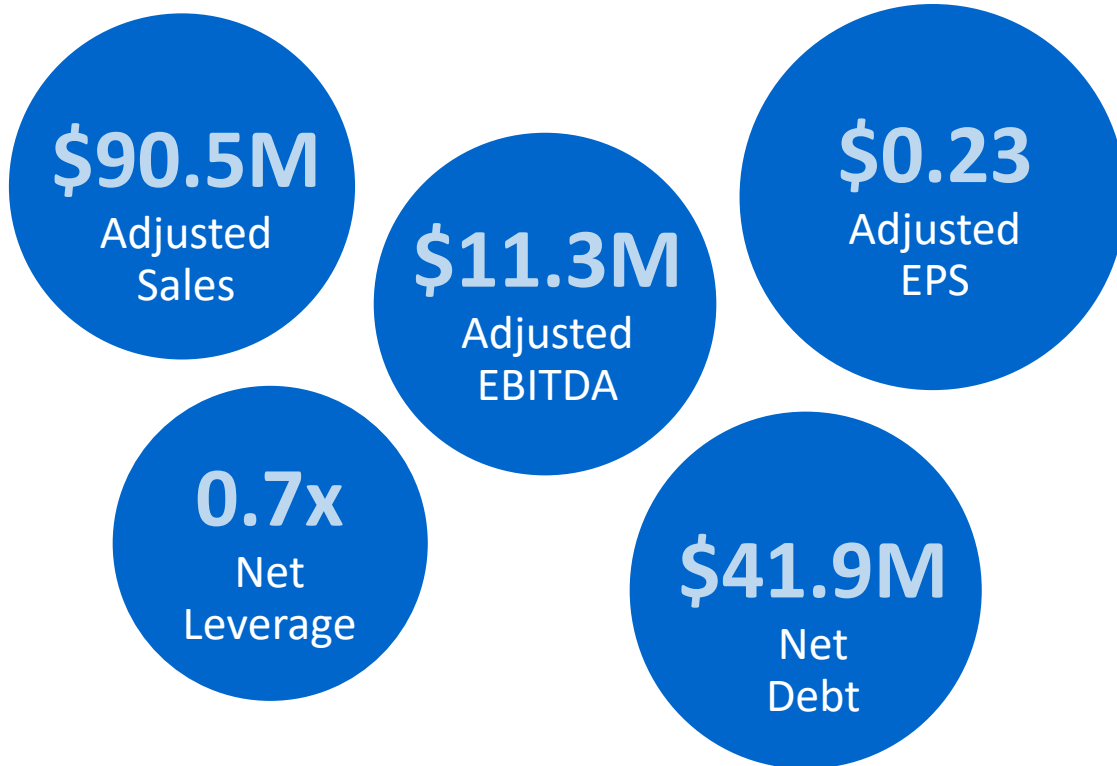 $90.5M
Adjusted
Sales
$11.3M
Adjusted
EBITDA
$0.23
Adjusted
EPS
0.7x
Net
Leverage
$41.9M
Net
Debt